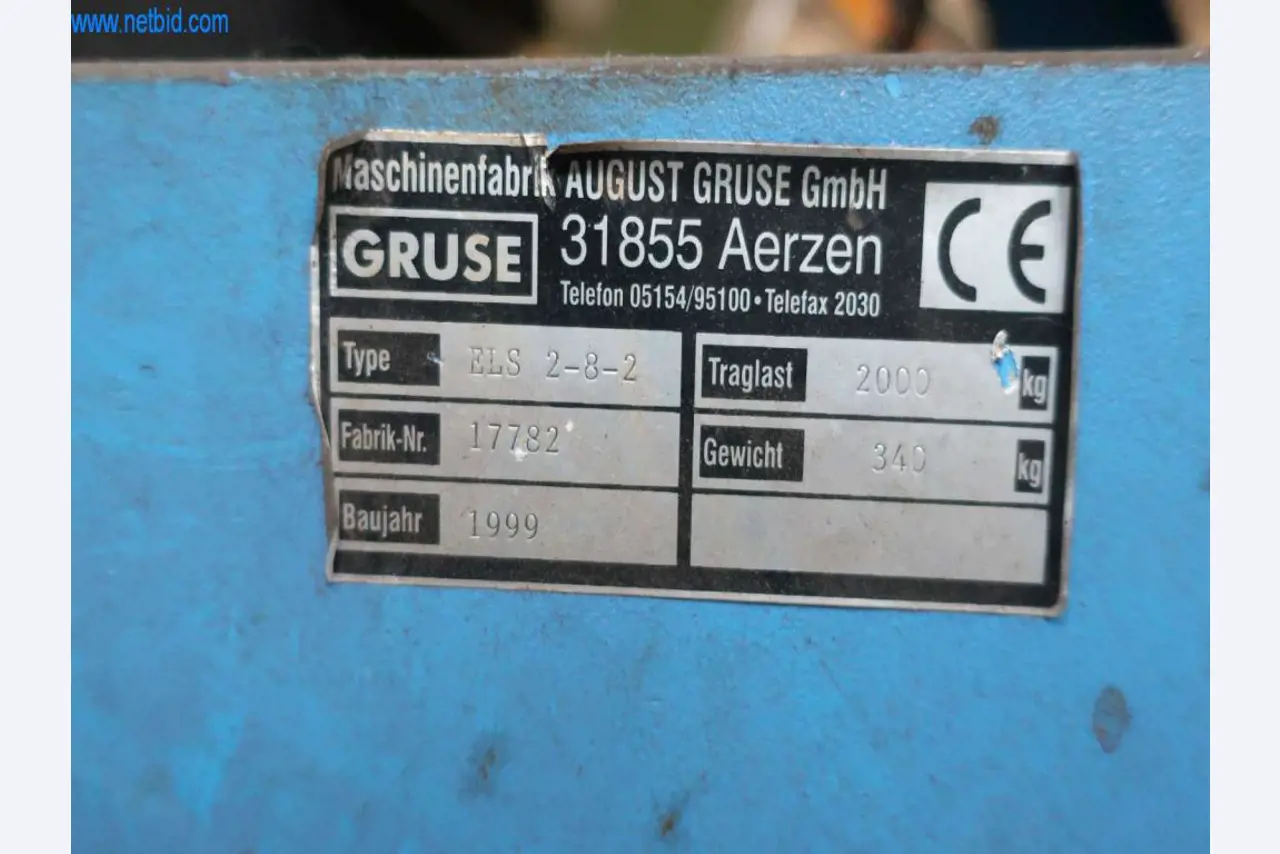 www.netbid.com
Maschinenfabrik AUGUST GRUSE GmbH
GRUSE
31855 Aerzen
Telefon 05154/95100 • Telefax 2030
CE
Type ELS 2-8-2
Traglast 2000 kg
Fabrik-Nr. 17782
Gewicht 340 kg
Baujahr 1999